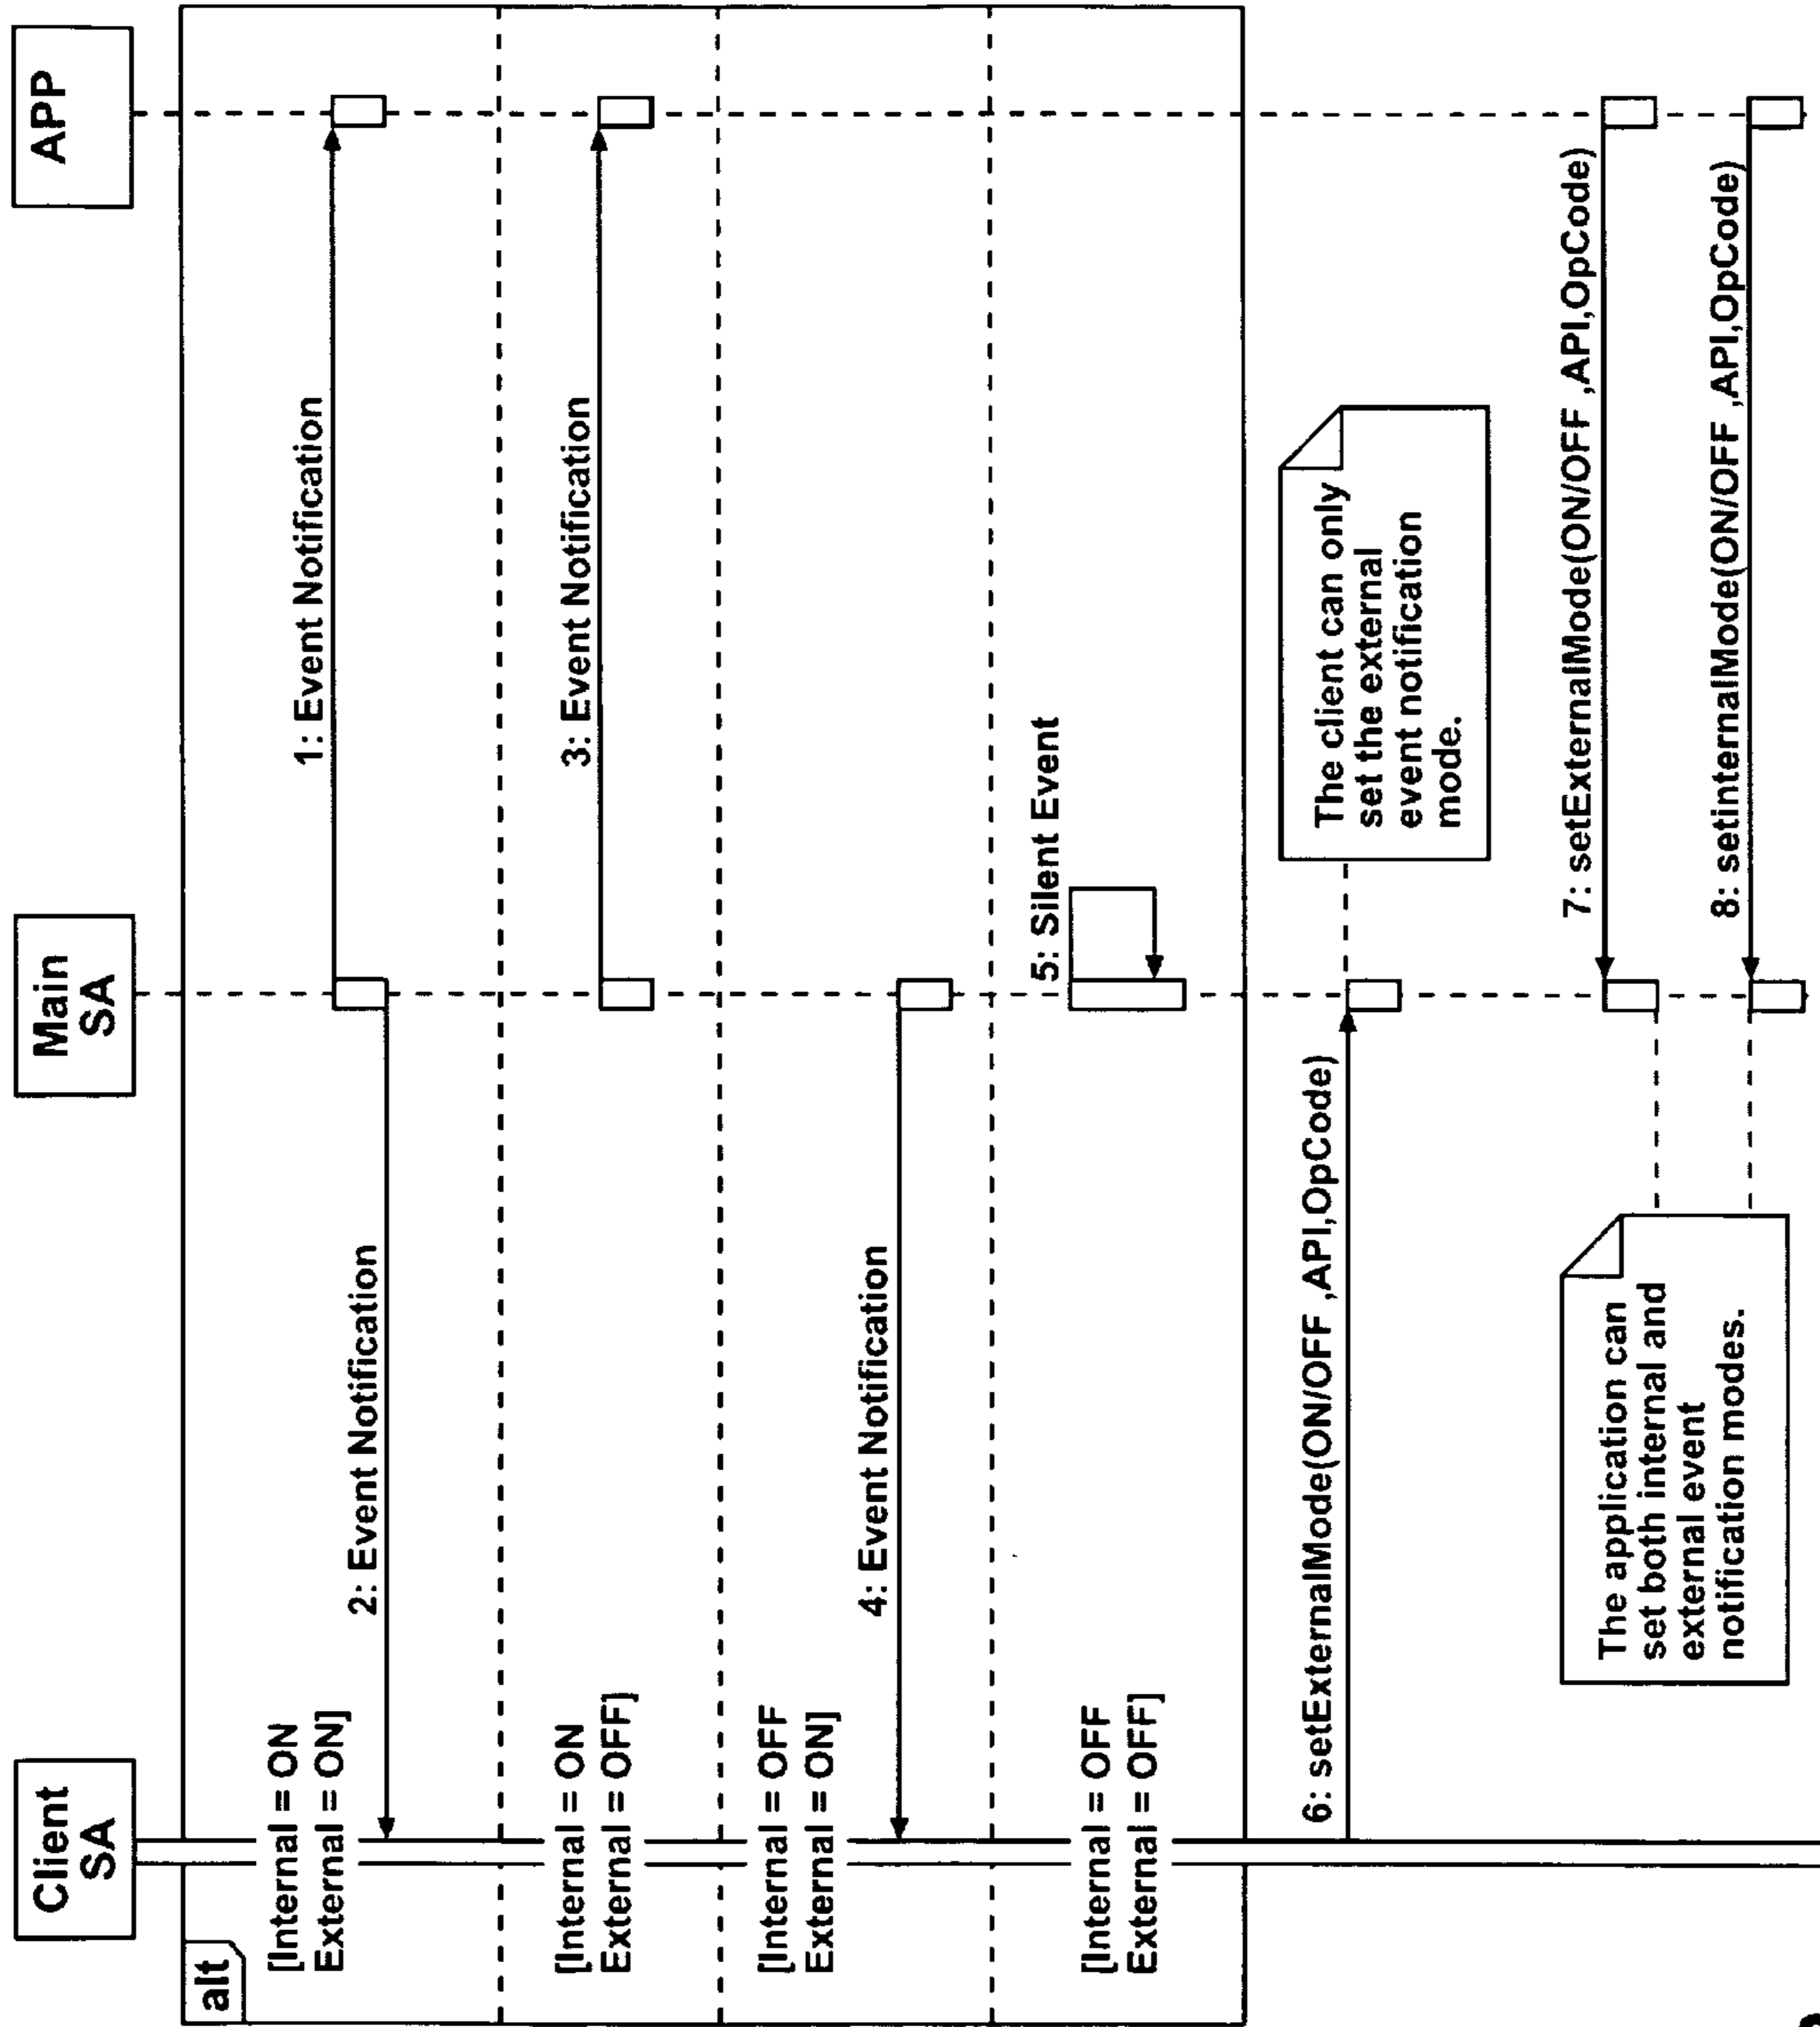 Client
SA
Main
SA
APP
alt
[Internal = ON
External = ON]
1: Event Notification
2: Event Notification
[Internal = ON
External = OFF]
3: Event Notification
[Internal = OFF
External = ON]
4: Event Notification
[Internal = OFF
External = OFF]
5: Silent Event
6: setExternalMode(ON/OFF ,API,OpCode)
The client can only
set the external
event notification
mode.
7: setExternalMode(ON/OFF ,API,OpCode)
The application can
set both internal and
external event
notification modes.
8: setinternalMode(ON/OFF ,API,OpCode)